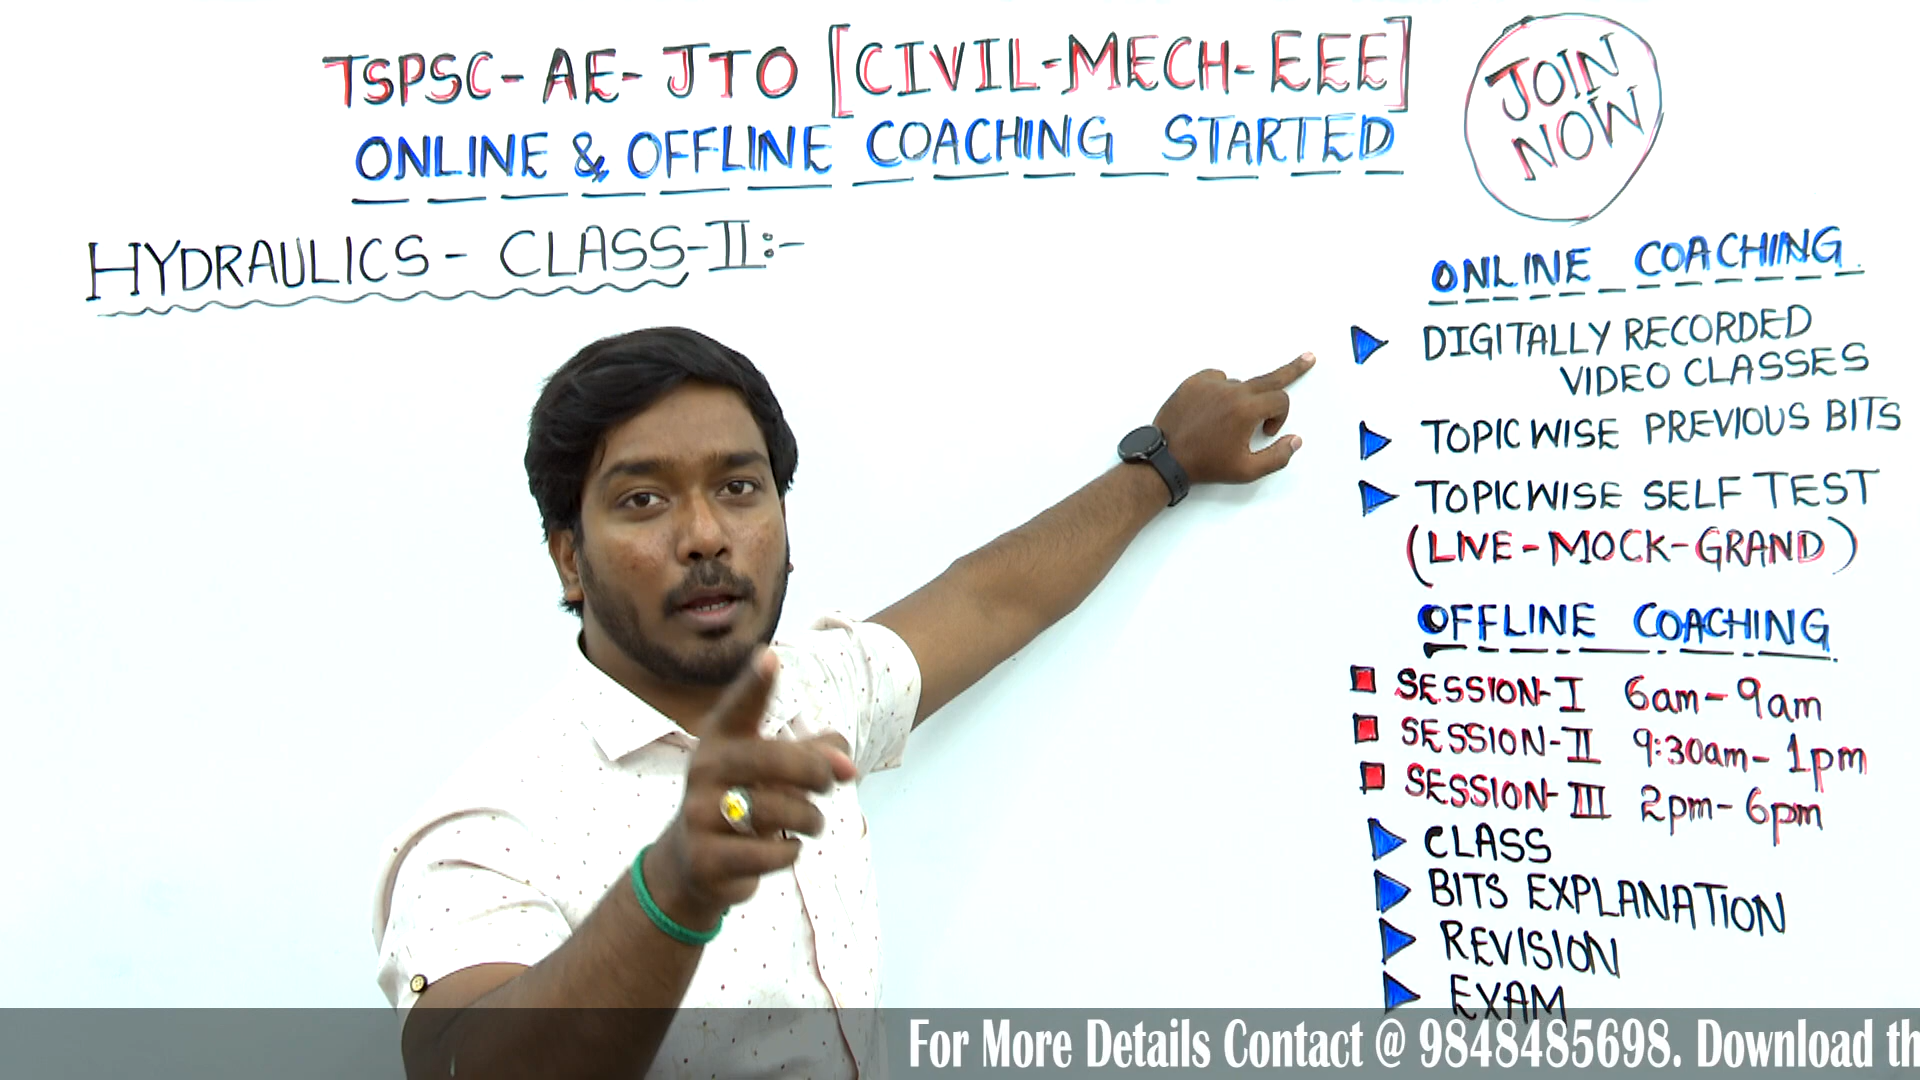 TSPSC-AE-JTO [CIVIL-MECH-EEE]
ONLINE & OFFLINE COACHING STARTED
JOIN
NOW
HYDRAULICS - CLASS-II:-
ONLINE COACHING
DIGITALLY RECORDED
VIDEO CLASSES
TOPICWISE PREVIOUS BITS
TOPICWISE SELF TEST
(LIVE-MOCK-GRAND)
OFFLINE COACHING
SESSION-I 6am-9am
SESSION-II 9:30am-1pm
SESSION-III 2pm-6pm
CLASS
BITS EXPLANATION
REVISION
EXAM
For More Details Contact @ 9848485698. Download th